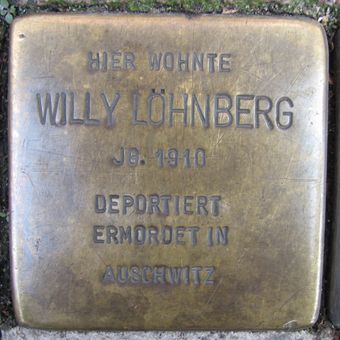 HIER WOHNTE
WILLY LÖHNBERG
JG. 1910
DEPORTIERT
ERMORDET IN
AUSCHWITZ